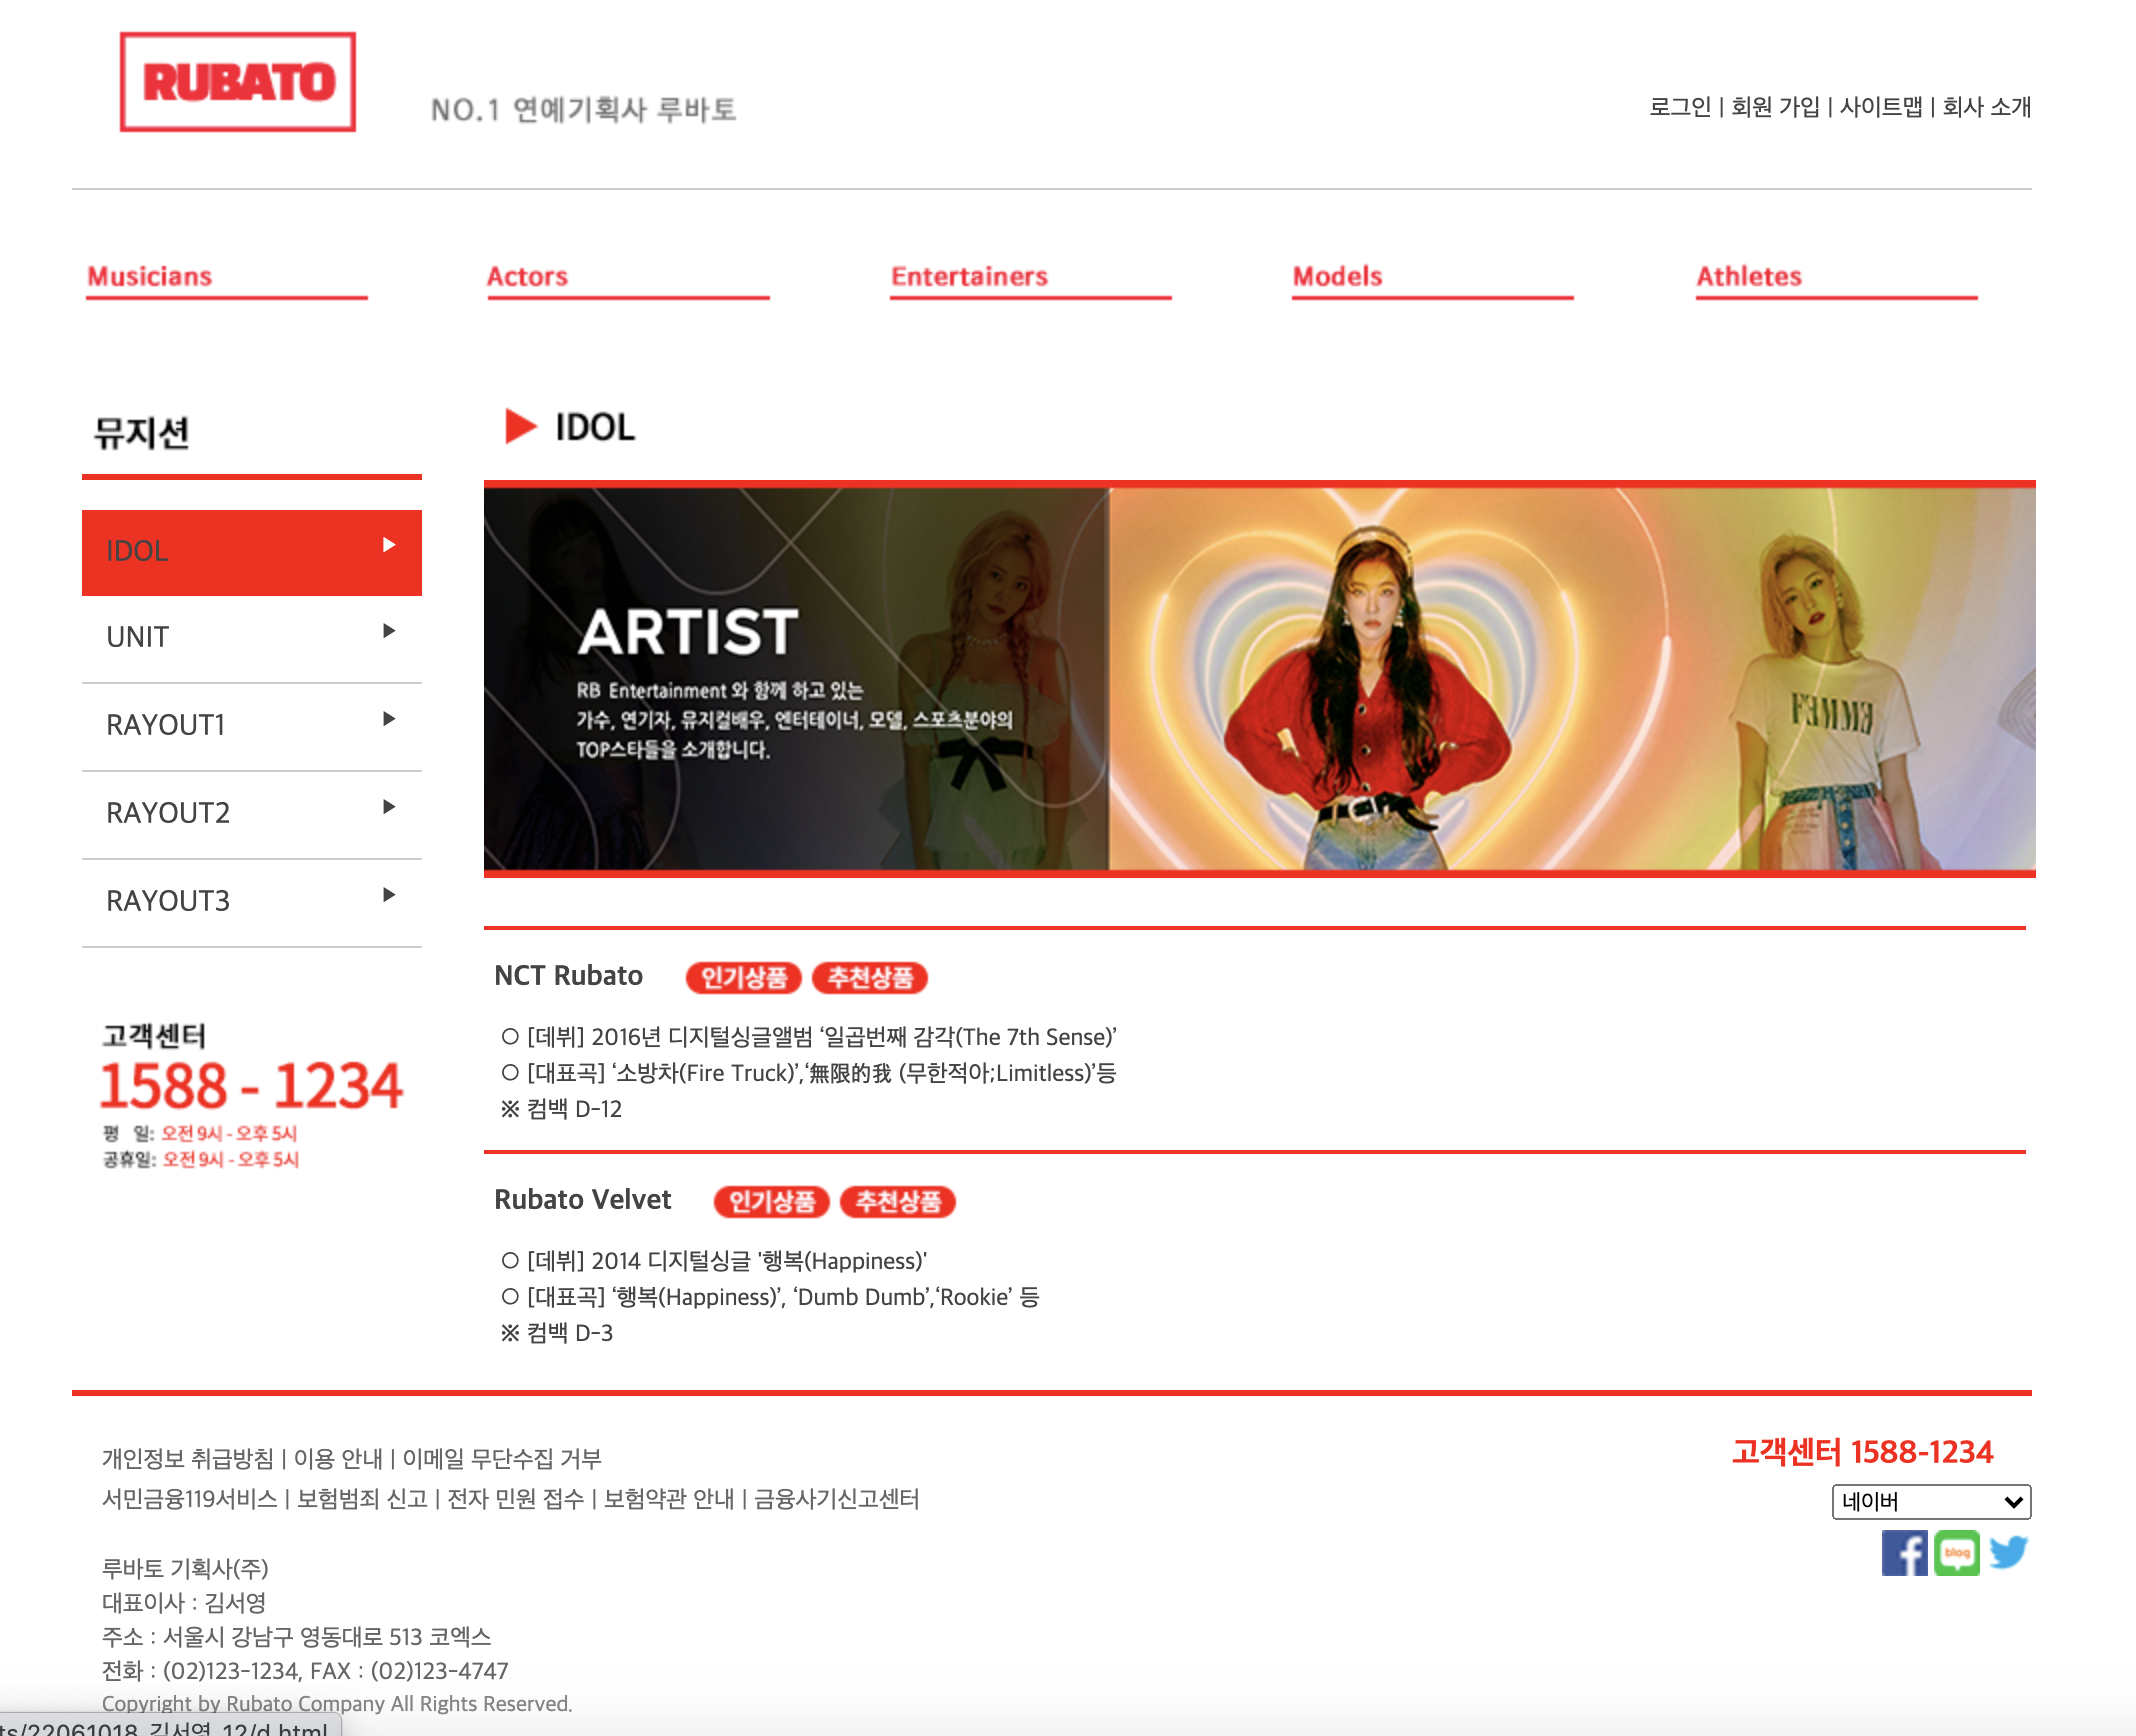 RUBATO
NO.1 연예기획사 루바토
로그인 | 회원 가입 | 사이트맵 | 회사 소개
Musicians
Actors
Entertainers
Models
Athletes
뮤지션
IDOL
UNIT
RAYOUT1
RAYOUT2
RAYOUT3
고객센터
1588 - 1234
평 일: 오전 9시 - 오후 5시
공휴일: 오전 9시 - 오후 5시
▶ IDOL
ARTIST
RB Entertainment 와 함께 하고 있는
가수, 연기자, 뮤지컬배우, 엔터테이너, 모델, 스포츠분야의
TOP스타들을 소개합니다.
FEMME
NCT Rubato 인기상품 추천상품
○ [데뷔] 2016년 디지털싱글앨범 ‘일곱번째 감각(The 7th Sense)’
○ [대표곡] ‘소방차(Fire Truck)’,‘無限的我 (무한적아;Limitless)’등
※ 컴백 D-12
Rubato Velvet 인기상품 추천상품
○ [데뷔] 2014 디지털싱글 '행복(Happiness)'
○ [대표곡] ‘행복(Happiness)’, ‘Dumb Dumb’,‘Rookie’ 등
※ 컴백 D-3
개인정보 취급방침 | 이용 안내 | 이메일 무단수집 거부
서민금융119서비스 | 보험범죄 신고 | 전자 민원 접수 | 보험약관 안내 | 금융사기신고센터
고객센터 1588-1234
네이버
blog
루바토 기획사(주)
대표이사 : 김서영
주소 : 서울시 강남구 영동대로 513 코엑스
전화 : (02)123-1234, FAX : (02)123-4747
Copyright by Rubato Company All Rights Reserved.
ts/22061018_김서영_12/d.html